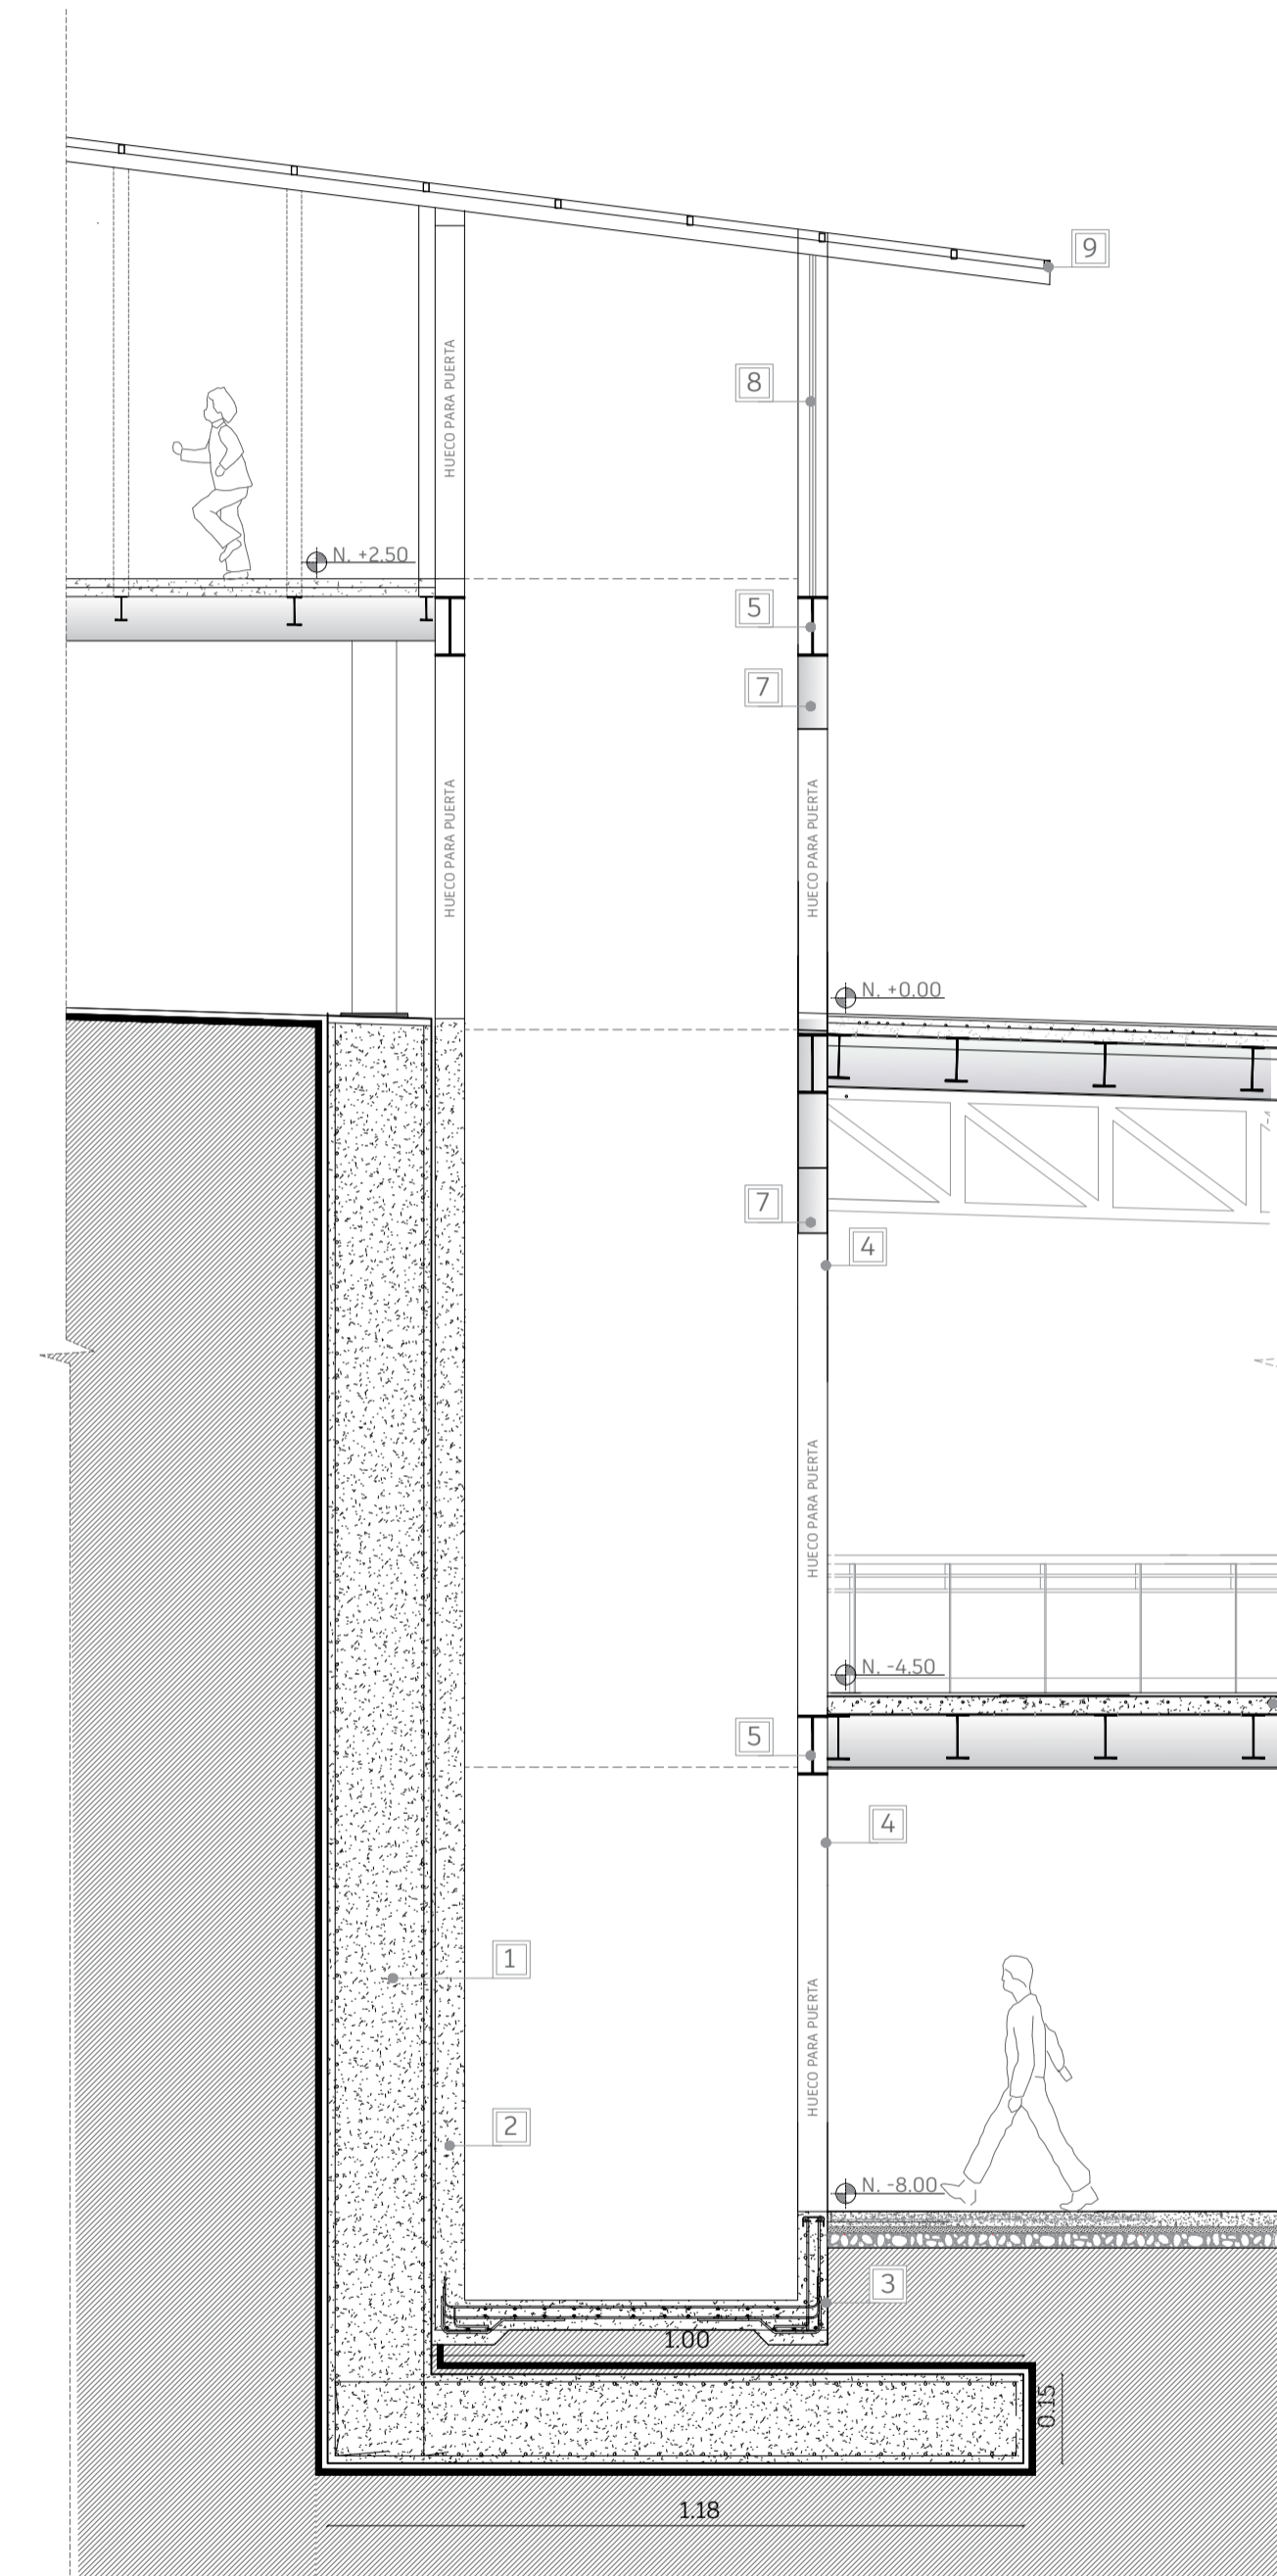 9
HUECO PARA PUERTA
8
N. +2.50
5
7
HUECO PARA PUERTA
HUECO PARA PUERTA
N. +0.00
7
4
HUECO PARA PUERTA
N. -4.50
5
4
1
HUECO PARA PUERTA
2
N. -8.00
3
1.00
0.15
1.18